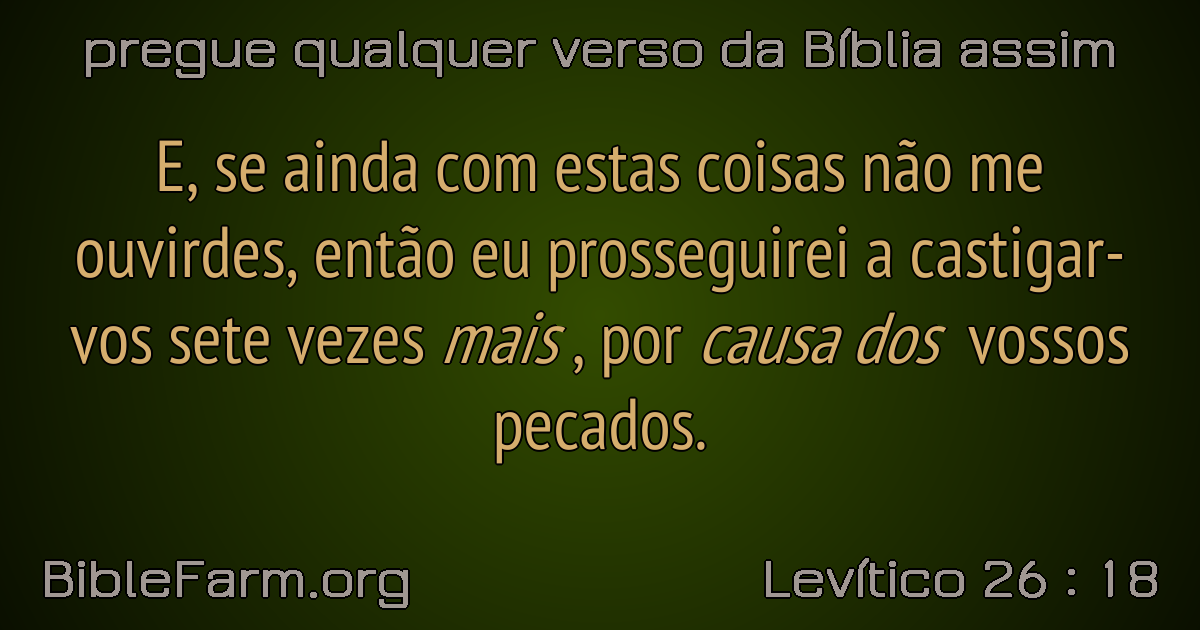 pregue qualquer verso da Bíblia assim
E, se ainda com estas coisas não me
ouvirdes, então eu prosseguirei a castigar-
vos sete vezes mais , por causa dos vossos
pecados.
BibleFarm.org
Levítico 26 : 18